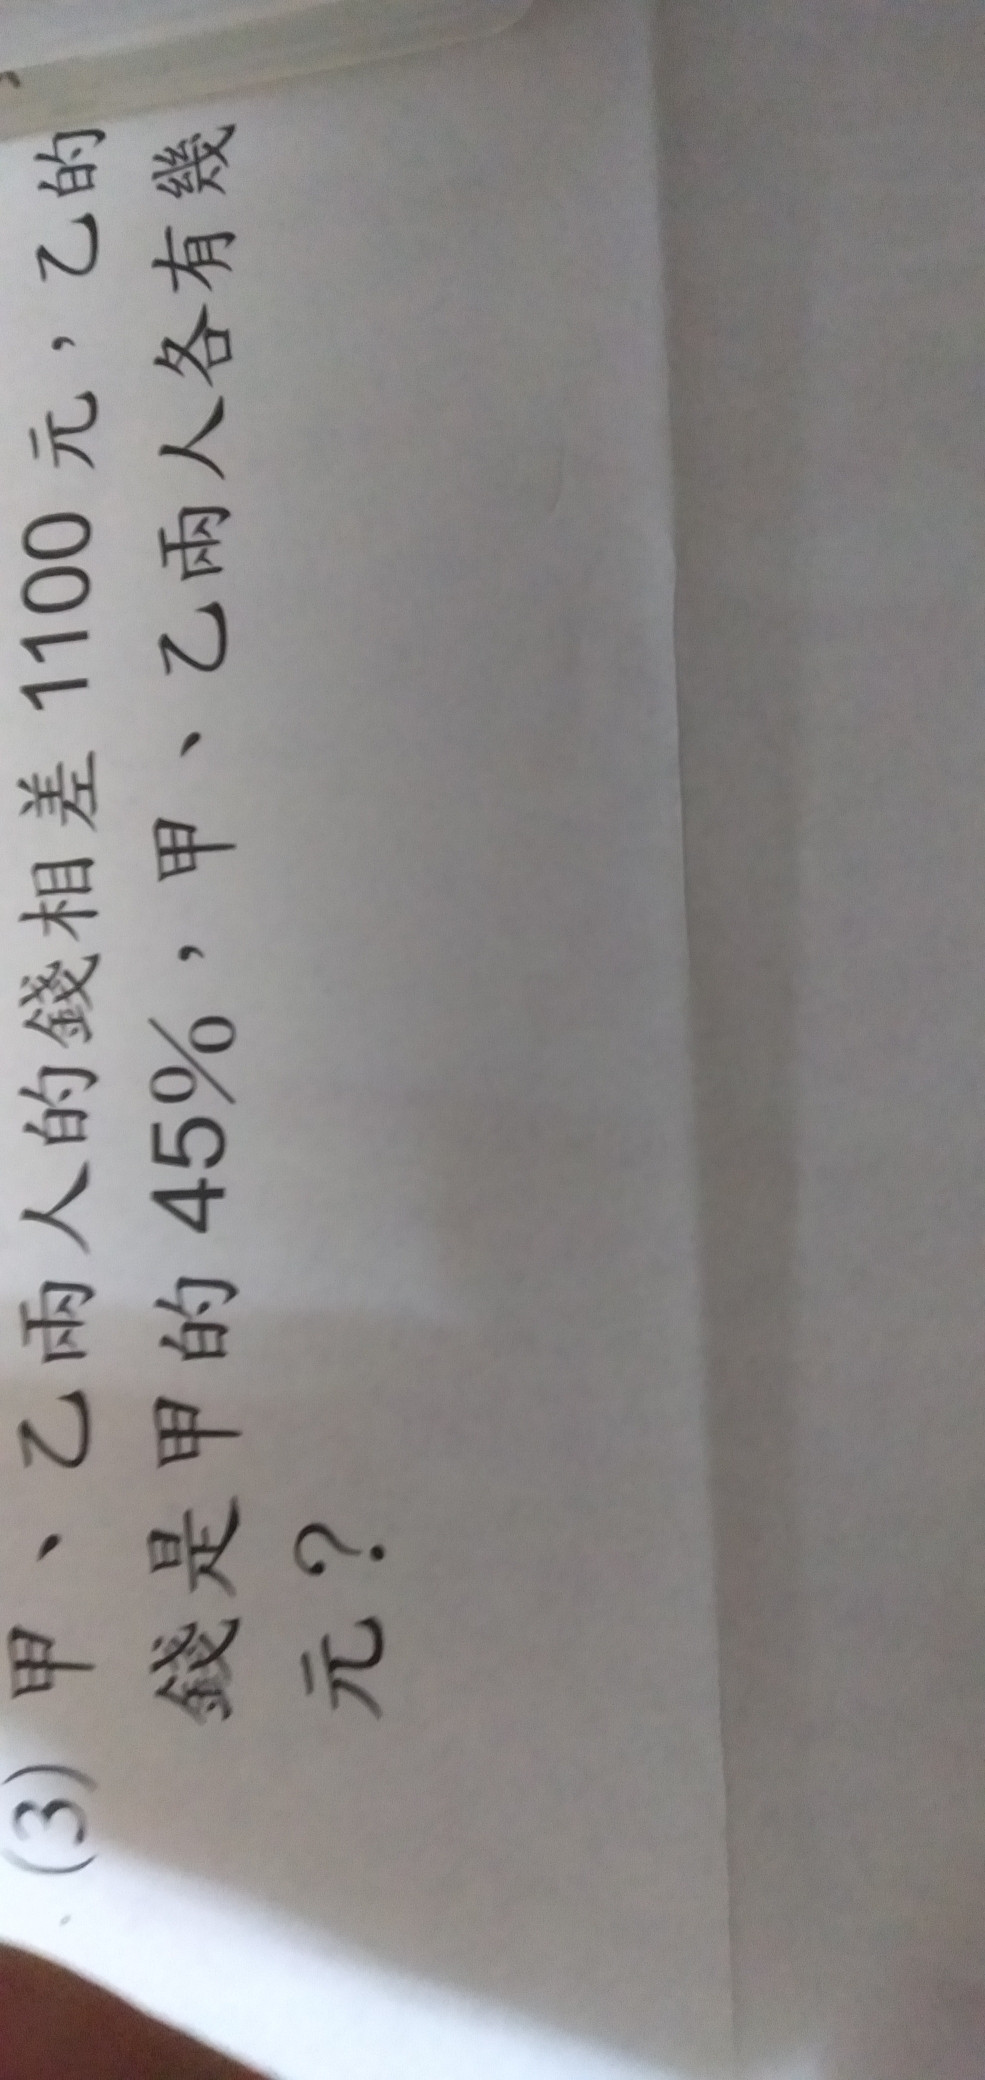 (3) 甲、乙兩人的錢相差 1100 元，乙的
錢是甲的 45%，甲、乙兩人各有幾
元？